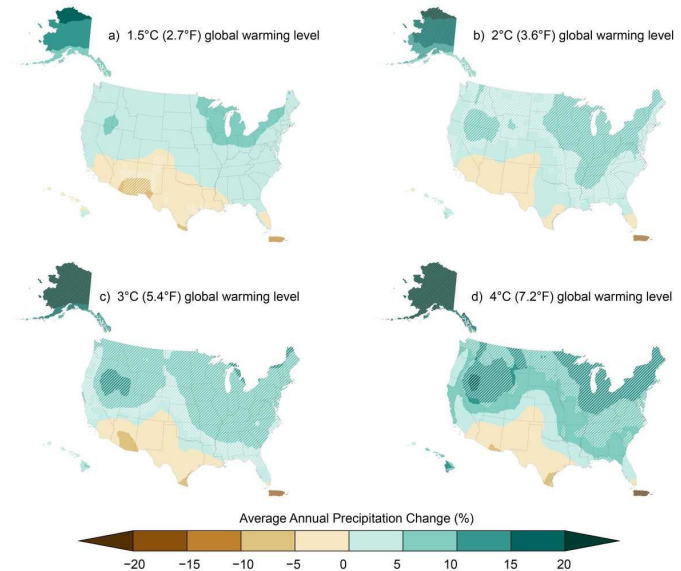 a) 1.5°C (2.7°F) global warming level
b) 2°C (3.6°F) global warming level
c) 3°C (5.4°F) global warming level
d) 4°C (7.2°F) global warming level
Average Annual Precipitation Change (%)
−20 −15 −10 −5 0 5 10 15 20